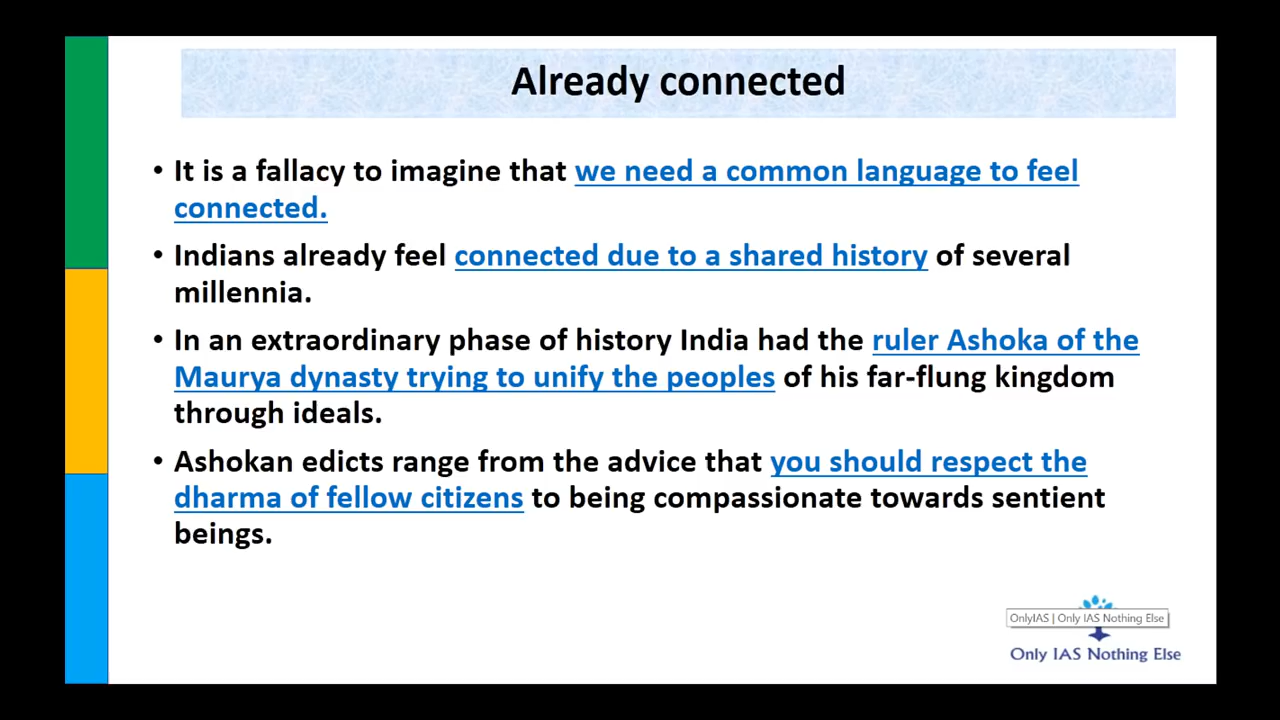 Already connected
• It is a fallacy to imagine that we need a common language to feel
connected.
• Indians already feel connected due to a shared history of several
millennia.
• In an extraordinary phase of history India had the ruler Ashoka of the
Maurya dynasty trying to unify the peoples of his far-flung kingdom
through ideals.
• Ashokan edicts range from the advice that you should respect the
dharma of fellow citizens to being compassionate towards sentient
beings.
OnlyIAS | Only IAS Nothing Else
Only IAS Nothing Else